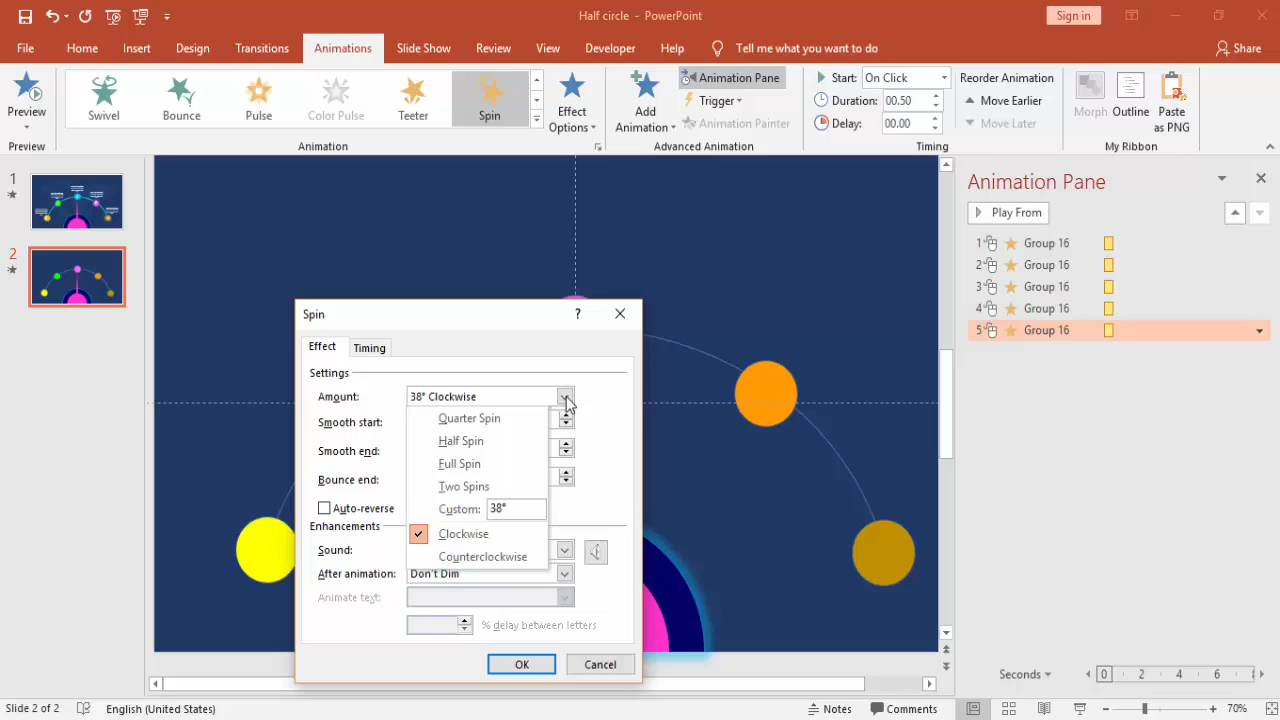 Half circle - PowerPoint
Sign in
File Home Insert Design Transitions Animations Slide Show Review View Developer Help Tell me what you want to do Share
Preview
Swivel Bounce Pulse Color Pulse Teeter Spin
Effect Options
Add Animation
Animation Pane
Trigger
Animation Painter
Start: On Click
Duration: 00.50
Delay: 00.00
Reorder Animation
Move Earlier
Move Later
Morph Outline Paste as PNG
Preview Animation Advanced Animation Timing My Ribbon
1
2
Spin
?
Effect Timing
Settings
Amount: 38° Clockwise
Smooth start:
Smooth end:
Bounce end:
Auto-reverse
Quarter Spin
Half Spin
Full Spin
Two Spins
Custom: 38°
Clockwise
Counterclockwise
Enhancements
Sound:
After animation: Don't Dim
Animate text:
% delay between letters
OK Cancel
Animation Pane
Play From
1 Group 16
2 Group 16
3 Group 16
4 Group 16
5 Group 16
Seconds 0 2 4 6
Slide 2 of 2 English (United States) Notes Comments 70%